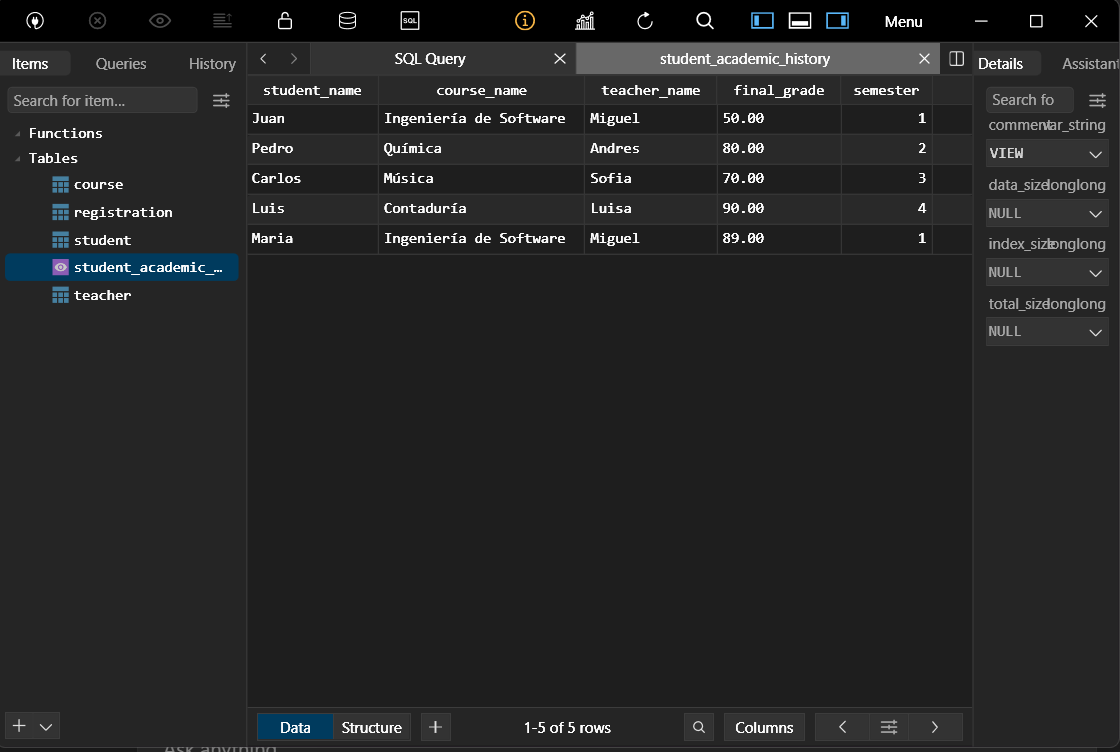 SQL
Menu
Items Queries History
SQL Query
student_academic_history
Details Assistant
Search for item...
Functions
Tables
course
registration
student
student_academic_…
teacher
student_name course_name teacher_name final_grade semester
Juan Ingeniería de Software Miguel 50.00 1
Pedro Química Andres 80.00 2
Carlos Música Sofia 70.00 3
Luis Contaduría Luisa 90.00 4
Maria Ingeniería de Software Miguel 89.00 1
Search fo
comment var_string
VIEW
data_size longlong
NULL
index_size longlong
NULL
total_size longlong
NULL
Data Structure 1-5 of 5 rows Columns
Ask anything